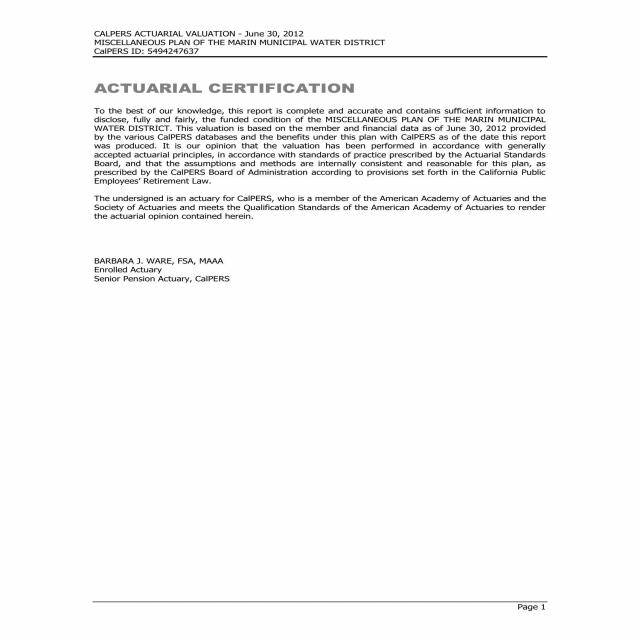 CALPERS ACTUARIAL VALUATION - June 30, 2012
MISCELLANEOUS PLAN OF THE MARIN MUNICIPAL WATER DISTRICT
CalPERS ID: 5494247637
ACTUARIAL CERTIFICATION
To the best of our knowledge, this report is complete and accurate and contains sufficient information to
disclose, fully and fairly, the funded condition of the MISCELLANEOUS PLAN OF THE MARIN MUNICIPAL
WATER DISTRICT. This valuation is based on the member and financial data as of June 30, 2012 provided
by the various CalPERS databases and the benefits under this plan with CalPERS as of the date this report
was produced. It is our opinion that the valuation has been performed in accordance with generally
accepted actuarial principles, in accordance with standards of practice prescribed by the Actuarial Standards
Board, and that the assumptions and methods are internally consistent and reasonable for this plan, as
prescribed by the CalPERS Board of Administration according to provisions set forth in the California Public
Employees' Retirement Law.
The undersigned is an actuary for CalPERS, who is a member of the American Academy of Actuaries and the
Society of Actuaries and meets the Qualification Standards of the American Academy of Actuaries to render
the actuarial opinion contained herein.
BARBARA J. WARE, FSA, MAAA
Enrolled Actuary
Senior Pension Actuary, CalPERS
Page 1